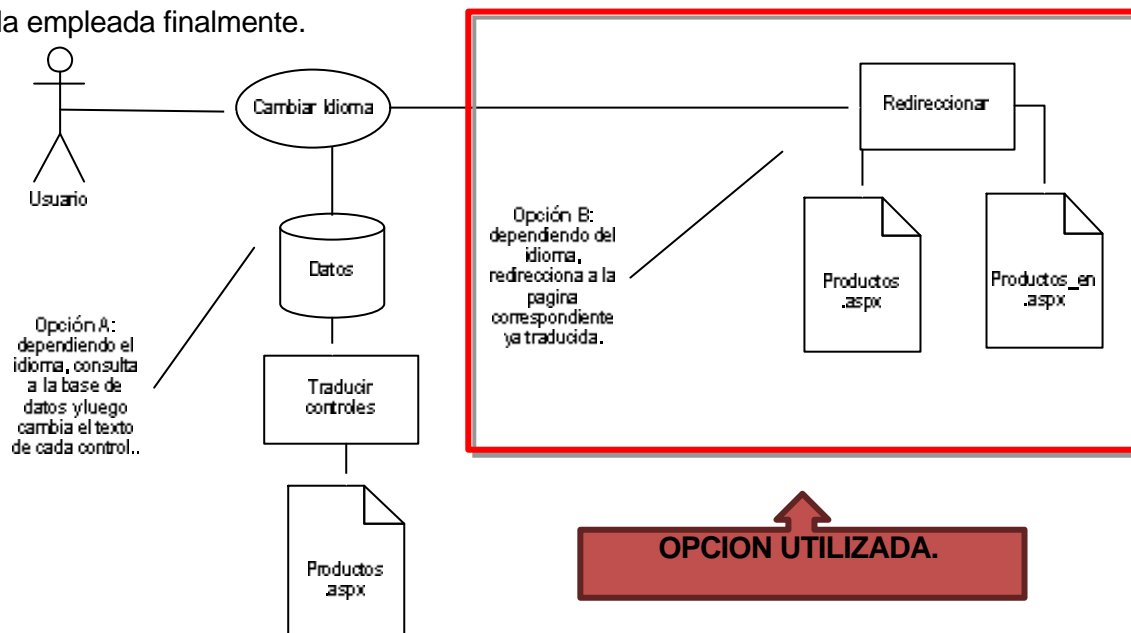 la empleada finalmente.
Usuario
Cambiar Idioma
Redireccionar
Datos
Opción B:
dependiendo del
idioma,
redirecciona a la
pagina
correspondiente
ya traducida.
Productos
.aspx
Productos_en
.aspx
Opción A:
dependiendo el
idioma, consulta
a la base de
datos y luego
cambia el texto
de cada control..
Traducir
controles
Productos
.aspx
OPCION UTILIZADA.